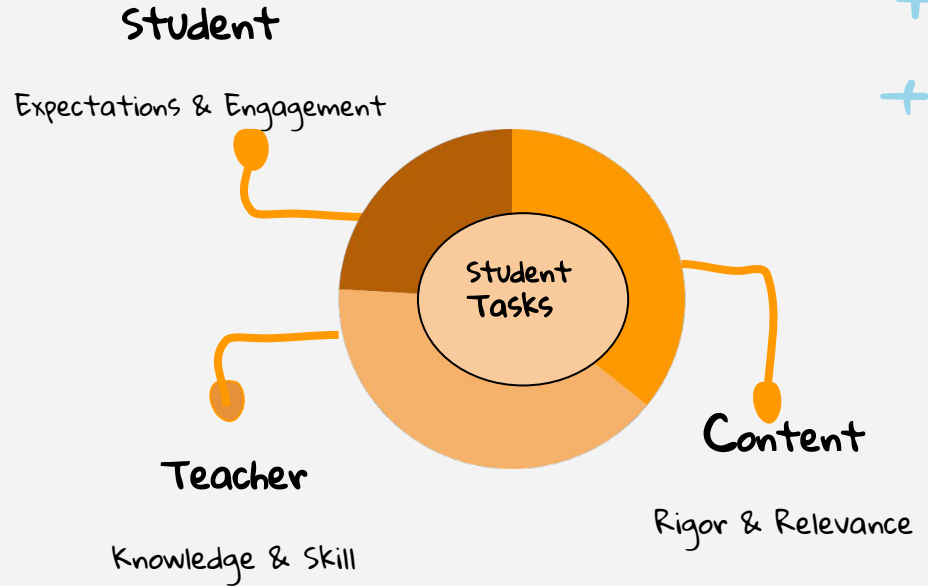 Student
Expectations & Engagement
Student
Tasks
Content
Rigor & Relevance
Teacher
Knowledge & Skill